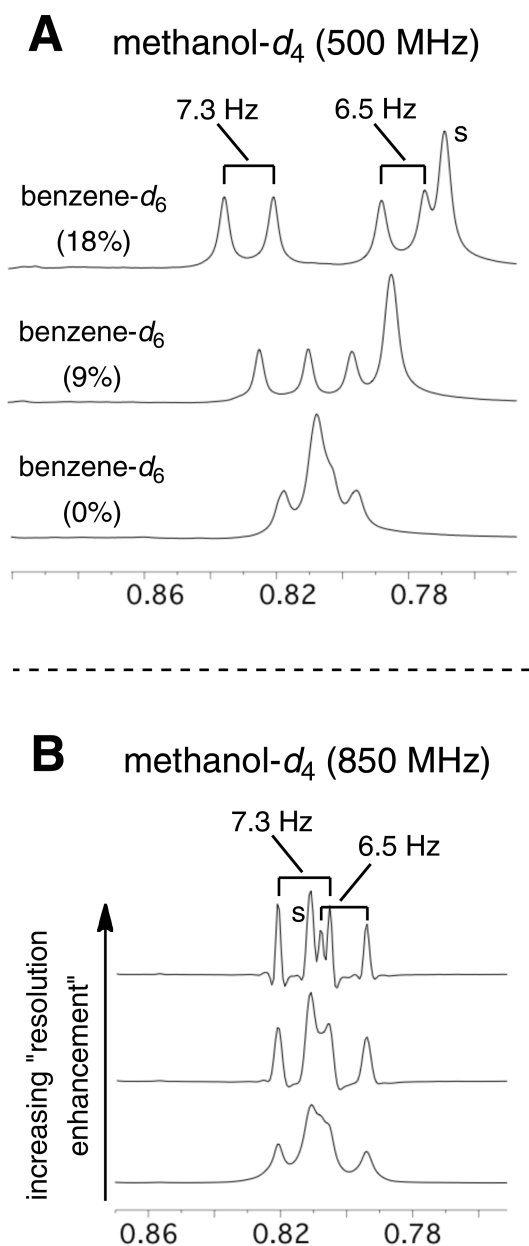 A methanol-d4 (500 MHz)
7.3 Hz 6.5 Hz
s
benzene-d6
(18%)
benzene-d6
(9%)
benzene-d6
(0%)
0.86 0.82 0.78
B methanol-d4 (850 MHz)
7.3 Hz
6.5 Hz
s
increasing "resolution
enhancement"
0.86 0.82 0.78